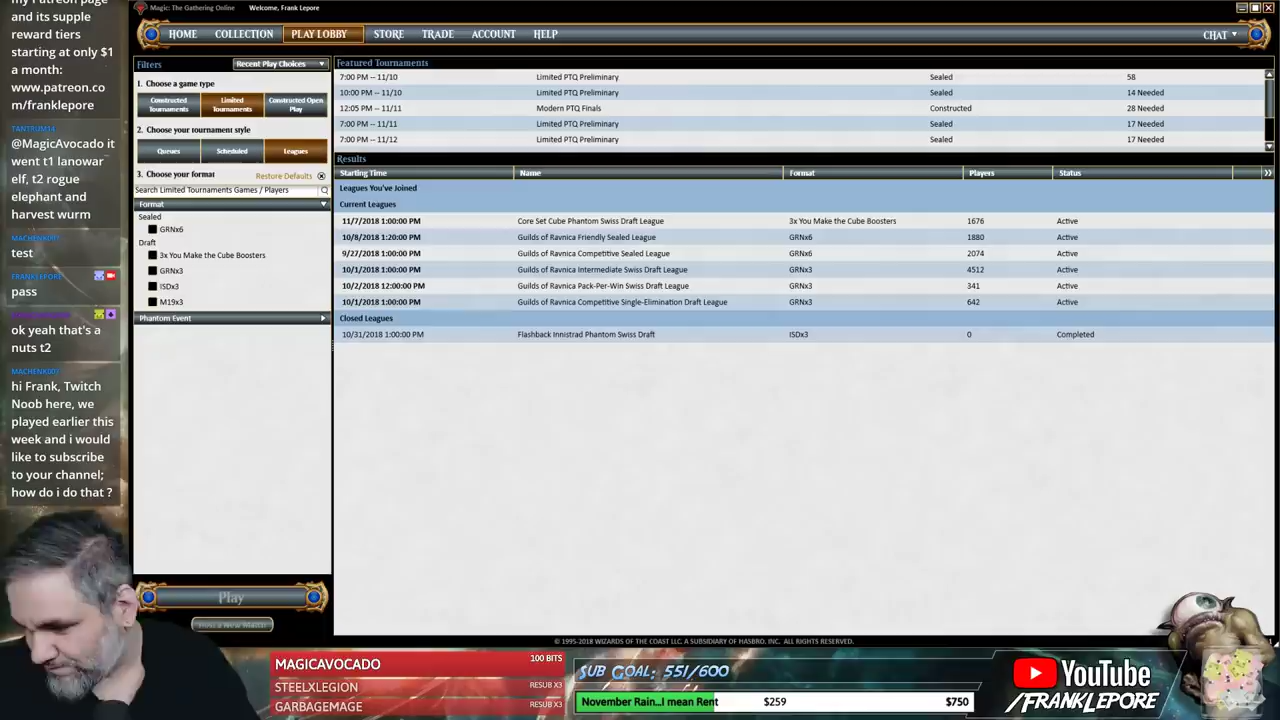 my Patreon page
and its supple
reward tiers
starting at only $1
a month:
www.patreon.co
m/franklepore
TANTRUM14
@MagicAvocado it
went t1 lanowar
elf, t2 rogue
elephant and
harvest wurm
test
FRANKLEPORE
pass
ok yeah that's a
nuts t2
hi Frank, Twitch
Noob here, we
played earlier this
week and i would
like to subscribe
to your channel;
how do i do that ?
Magic: The Gathering Online Welcome, Frank Lepore
HOME COLLECTION PLAY LOBBY STORE TRADE ACCOUNT HELP CHAT
Filters Recent Play Choices
1. Choose a game type
Constructed Tournaments Limited Tournaments Constructed Open Play
2. Choose your tournament style
Queues Scheduled Leagues
3. Choose your format Restore Defaults
Search Limited Tournaments Games / Players
Format
Sealed
GRNx6
Draft
3x You Make the Cube Boosters
GRNx3
ISDx3
M19x3
Phantom Event
Play
Host a New Match
Featured Tournaments
7:00 PM -- 11/10 Limited PTQ Preliminary Sealed 58
10:00 PM -- 11/10 Limited PTQ Preliminary Sealed 14 Needed
12:05 PM -- 11/11 Modern PTQ Finals Constructed 28 Needed
7:00 PM -- 11/11 Limited PTQ Preliminary Sealed 17 Needed
7:00 PM -- 11/12 Limited PTQ Preliminary Sealed 17 Needed
Results
Starting Time Name Format Players Status
Leagues You've Joined
Current Leagues
11/7/2018 1:00:00 PM Core Set Cube Phantom Swiss Draft League 3x You Make the Cube Boosters 1676 Active
10/8/2018 1:20:00 PM Guilds of Ravnica Friendly Sealed League GRNx6 1880 Active
9/27/2018 1:00:00 PM Guilds of Ravnica Competitive Sealed League GRNx6 2074 Active
10/1/2018 1:00:00 PM Guilds of Ravnica Intermediate Swiss Draft League GRNx3 4512 Active
10/2/2018 12:00:00 PM Guilds of Ravnica Pack-Per-Win Swiss Draft League GRNx3 341 Active
10/1/2018 1:00:00 PM Guilds of Ravnica Competitive Single-Elimination Draft League GRNx3 642 Active
Closed Leagues
10/31/2018 1:00:00 PM Flashback Innistrad Phantom Swiss Draft ISDx3 0 Completed
© 1995-2018 WIZARDS OF THE COAST LLC, A SUBSIDIARY OF HASBRO, INC. ALL RIGHTS RESERVED.
MAGICAVOCADO 100 BITS
STEELXLEGION RESUB X3
GARBAGEMAGE RESUB X3
SUB GOAL: 551/600
November Rain...I mean Rent $259 $750
YouTube
/FRANKLEPORE